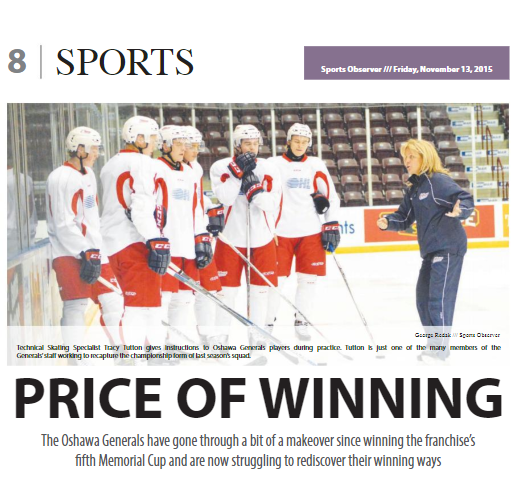 8 SPORTS
Sports Observer /// Friday, November 13, 2015
OHL
George Redak /// Sports Observer
Technical Skating Specialist Tracy Tutton gives instructions to Oshawa Generals players during practice. Tutton is just one of the many members of the
Generals' staff working to recapture the championship form of last season's squad.
PRICE OF WINNING
The Oshawa Generals have gone through a bit of a makeover since winning the franchise's
fifth Memorial Cup and are now struggling to rediscover their winning ways